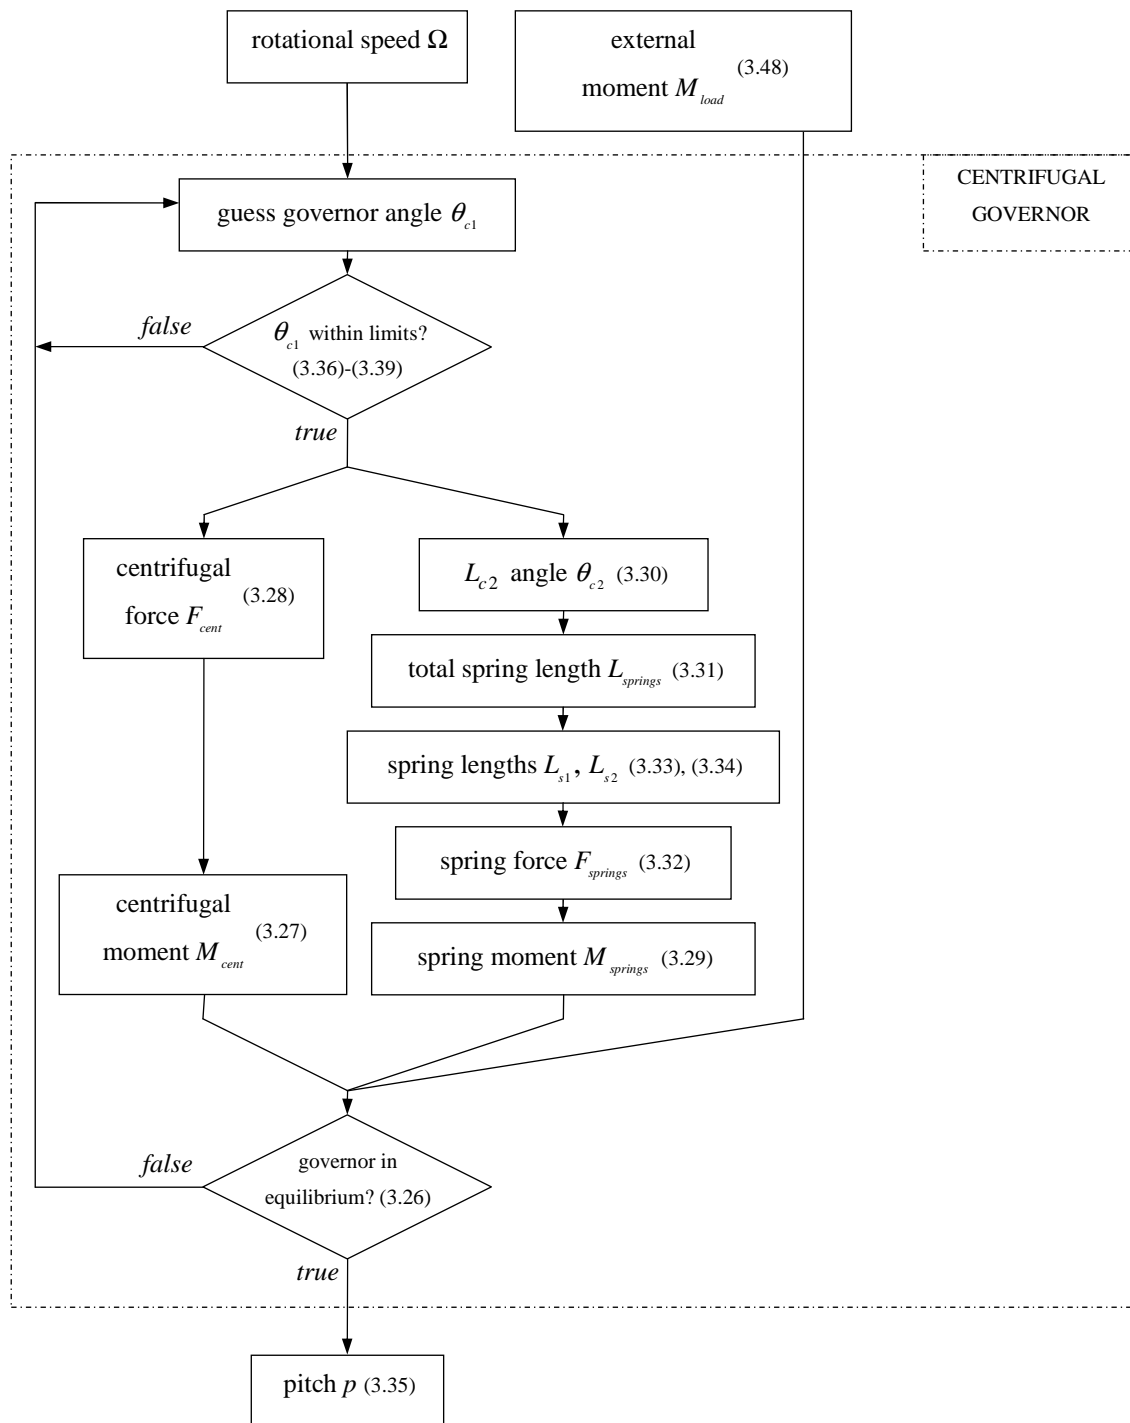 rotational speed Ω
external
moment M_load (3.48)
CENTRIFUGAL
GOVERNOR
guess governor angle θ_c1
false
θ_c1 within limits?
(3.36)-(3.39)
true
centrifugal
force F_cent (3.28)
L_c2 angle θ_c2 (3.30)
total spring length L_springs (3.31)
spring lengths L_s1, L_s2 (3.33), (3.34)
spring force F_springs (3.32)
centrifugal
moment M_cent (3.27)
spring moment M_springs (3.29)
false
governor in
equilibrium? (3.26)
true
pitch p (3.35)